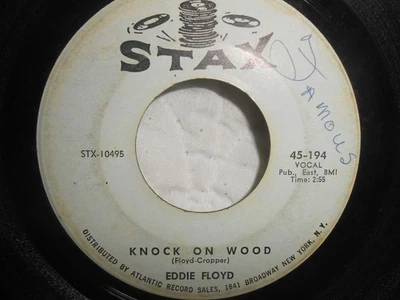 STAX
Famous
STX-10495
45-194
VOCAL
Pub., East, BMI
Time: 2:55
KNOCK ON WOOD
(Floyd-Cropper)
EDDIE FLOYD
DISTRIBUTED BY ATLANTIC RECORD SALES, 1841 BROADWAY NEW YORK, N.Y.